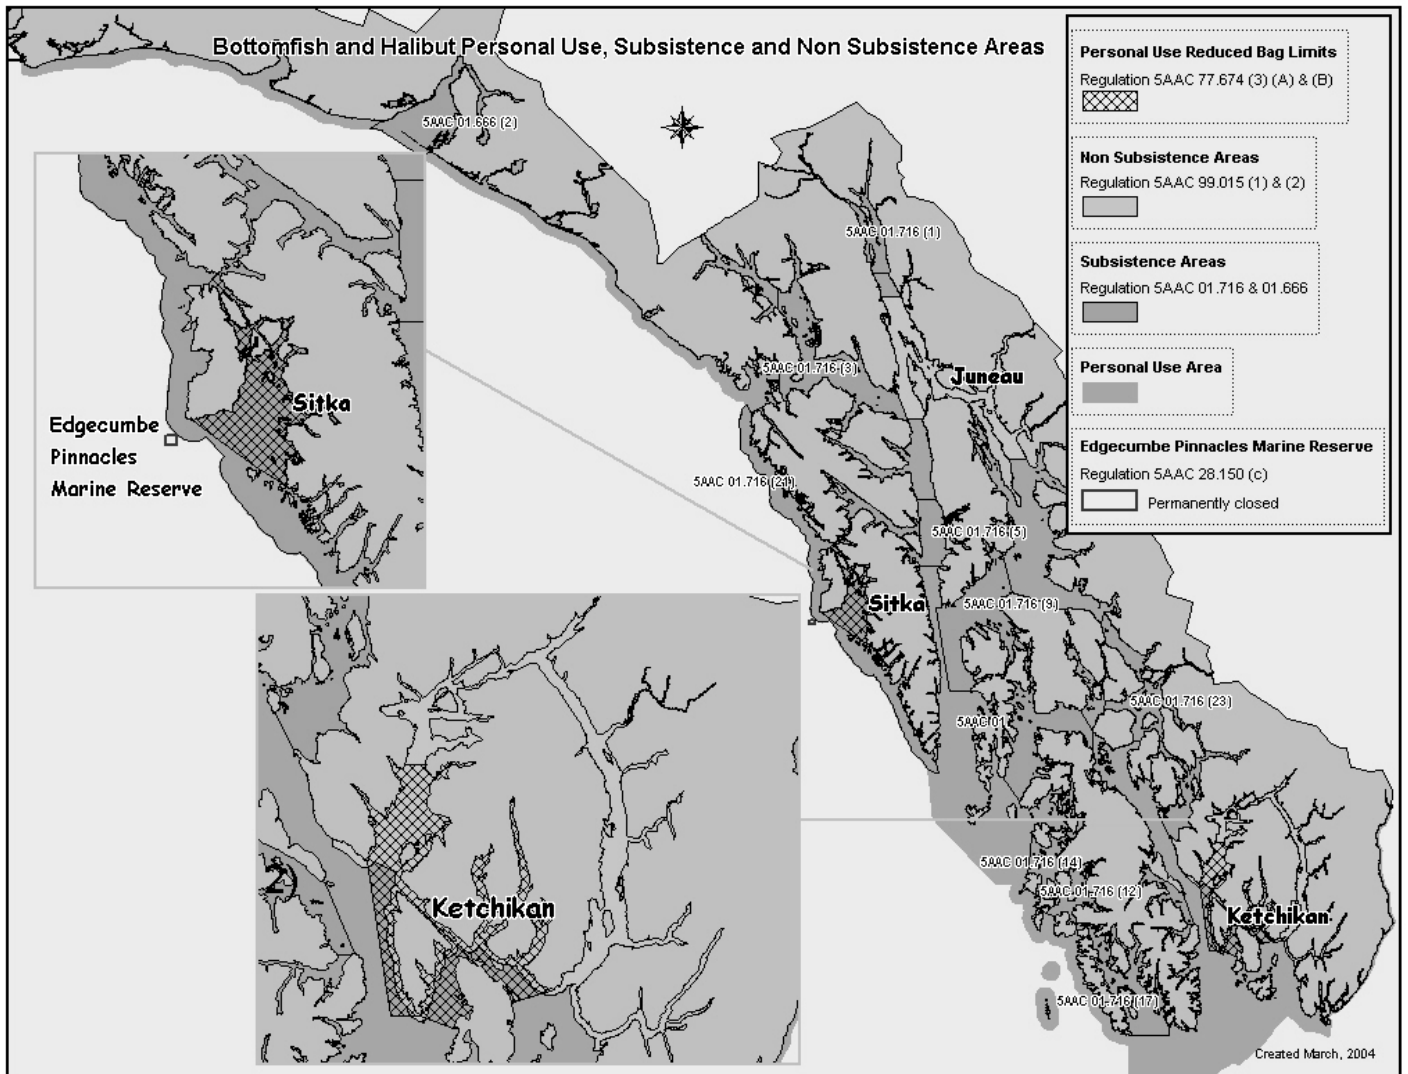 Bottomfish and Halibut Personal Use, Subsistence and Non Subsistence Areas
Personal Use Reduced Bag Limits
Regulation 5AAC 77.674 (3) (A) & (B)
Non Subsistence Areas
Regulation 5AAC 99.015 (1) & (2)
Subsistence Areas
Regulation 5AAC 01.716 & 01.666
Personal Use Area
Edgecumbe Pinnacles Marine Reserve
Regulation 5AAC 28.150 (c)
Permanently closed
5AAC 01.666 (2)
5AAC 01.716 (1)
5AAC 01.716 (3)
Juneau
5AAC 01.716 (21)
5AAC 01.716 (5)
Sitka
5AAC 01.716 (9)
5AAC 01.716 (23)
5AAC 01
5AAC 01.716 (14)
5AAC 01.716 (12)
Ketchikan
5AAC 01.716 (17)
Sitka
Edgecumbe
Pinnacles
Marine Reserve
2)
Ketchikan
Created March, 2004